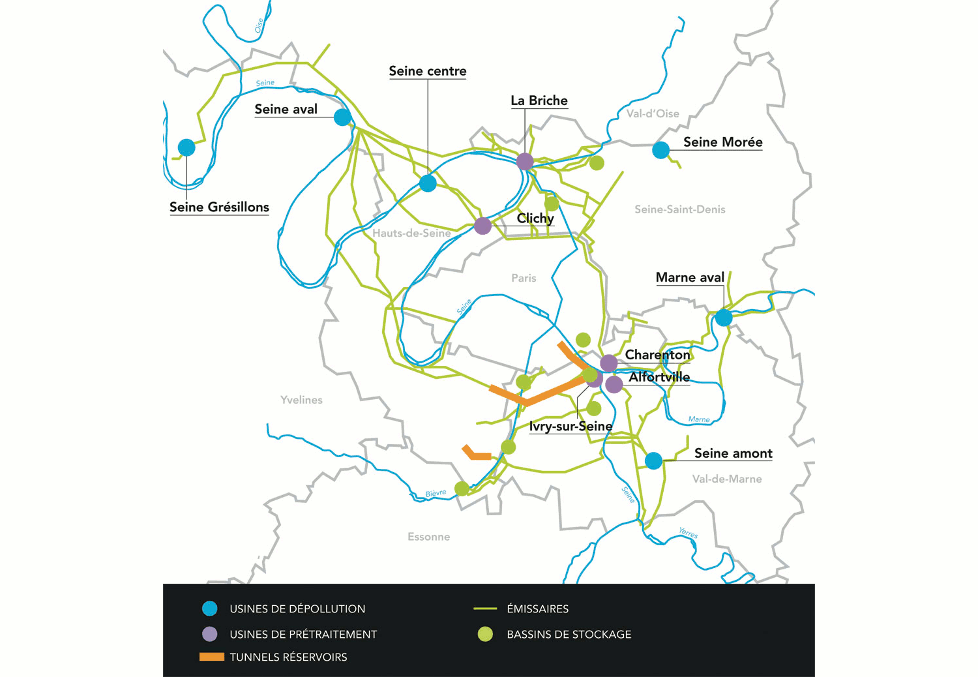 Oise
Seine centre
Seine
La Briche
Seine aval
Val-d'Oise
Seine Morée
Seine Grésillons
Clichy
Hauts-de-Seine
Seine-Saint-Denis
Paris
Marne aval
Seine
Charenton
Alfortville
Yvelines
Marne
Ivry-sur-Seine
Seine amont
Val-de-Marne
Bièvre
Seine
Essonne
Yerres
USINES DE DÉPOLLUTION
ÉMISSAIRES
USINES DE PRÉTRAITEMENT
BASSINS DE STOCKAGE
TUNNELS RÉSERVOIRS